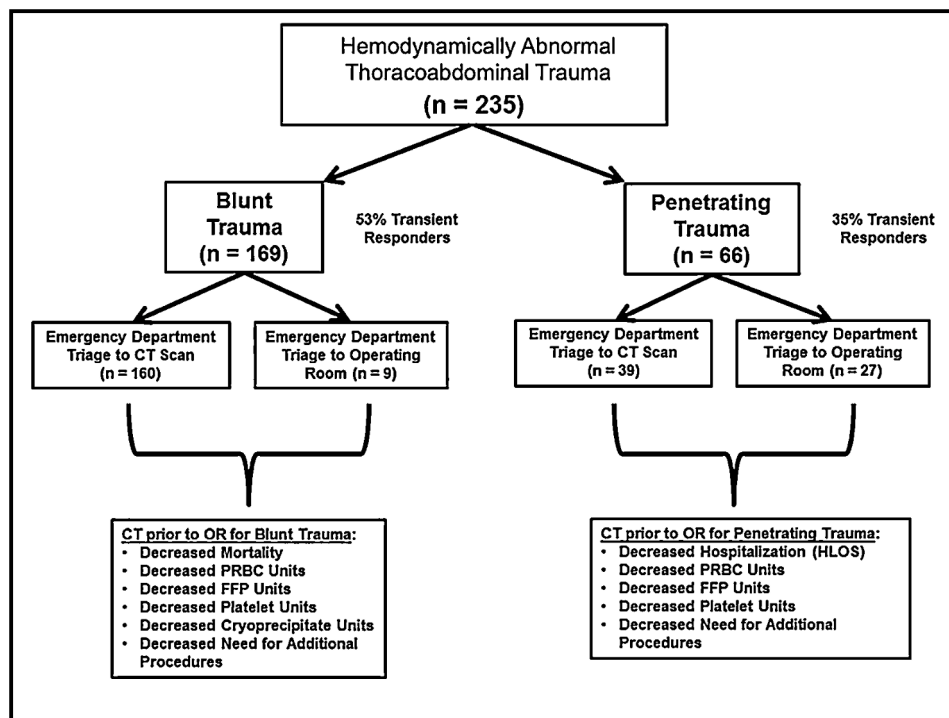 Hemodynamically Abnormal
Thoracoabdominal Trauma
(n = 235)
Blunt
Trauma
(n = 169)
53% Transient
Responders
Penetrating
Trauma
(n = 66)
35% Transient
Responders
Emergency Department
Triage to CT Scan
(n = 160)
Emergency Department
Triage to Operating
Room (n = 9)
Emergency Department
Triage to CT Scan
(n = 39)
Emergency Department
Triage to Operating
Room (n = 27)
CT prior to OR for Blunt Trauma:
• Decreased Mortality
• Decreased PRBC Units
• Decreased FFP Units
• Decreased Platelet Units
• Decreased Cryoprecipitate Units
• Decreased Need for Additional
Procedures
CT prior to OR for Penetrating Trauma:
• Decreased Hospitalization (HLOS)
• Decreased PRBC Units
• Decreased FFP Units
• Decreased Platelet Units
• Decreased Need for Additional
Procedures